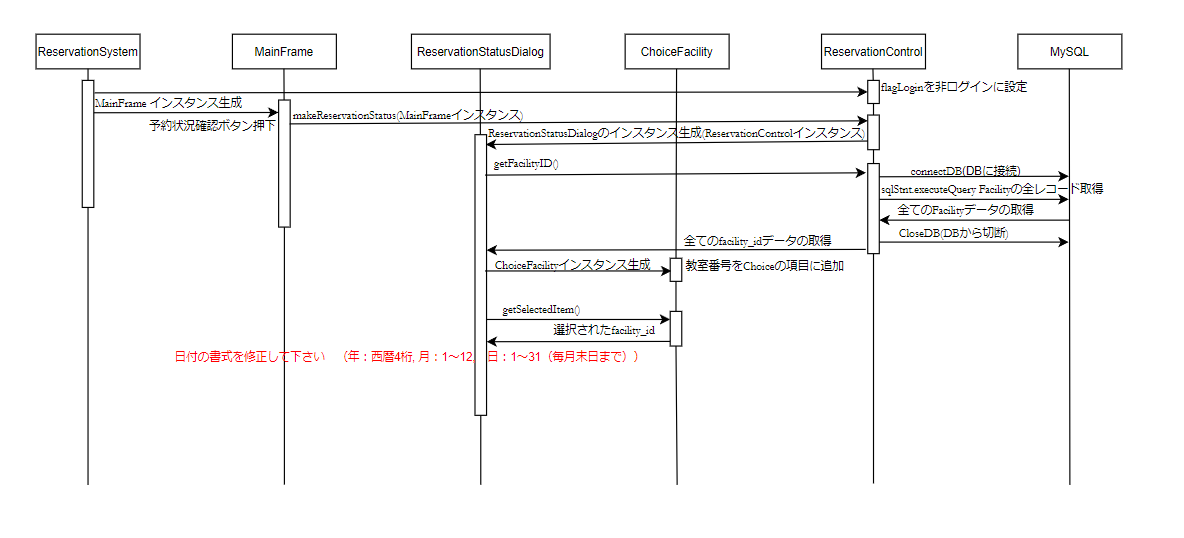 ReservationSystem
MainFrame
ReservationStatusDialog
ChoiceFacility
ReservationControl
MySQL
flagLoginを非ログインに設定
MainFrame インスタンス生成
makeReservationStatus(MainFrameインスタンス)
予約状況確認ボタン押下
ReservationStatusDialogのインスタンス生成(ReservationControlインスタンス)
getFacilityID()
connectDB(DBに接続)
sqlStnt.executeQuery Facilityの全レコード取得
全てのFacilityデータの取得
CloseDB(DBから切断)
全てのfacility_idデータの取得
ChoiceFacilityインスタンス生成
教室番号をChoiceの項目に追加
getSelectedItem()
選択されたfacility_id
日付の書式を修正して下さい　（年：西暦4桁, 月：1～12,　日：1～31（毎月末日まで））